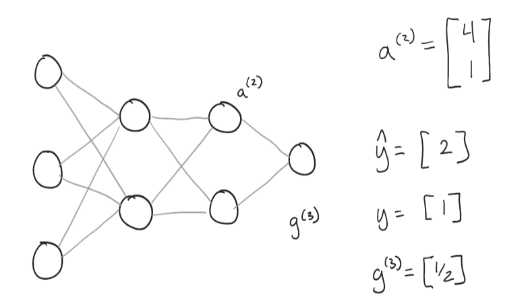 a^(2)
g^(3)
a^(2) = [4
1]
ŷ = [2]
y = [1]
g^(3) = [1/2]